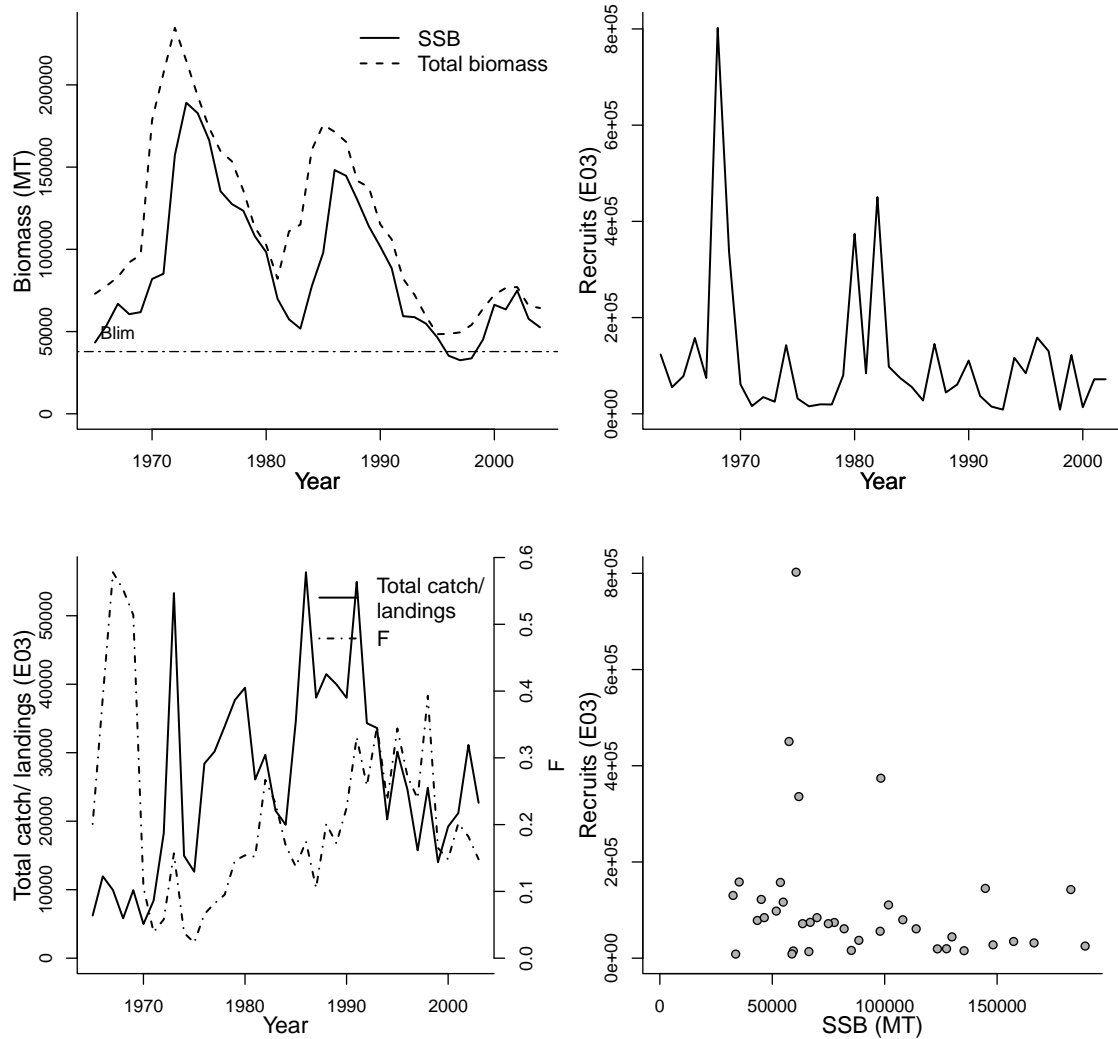 SSB
Total biomass
Blim
Biomass (MT)
0
50000
100000
150000
200000
1970
1980
1990
2000
Year
Recruits (E03)
0e+00
2e+05
4e+05
6e+05
8e+05
1970
1980
1990
2000
Year
Total catch/
landings
F
Total catch/ landings (E03)
0
10000
20000
30000
40000
50000
F
0.0
0.1
0.2
0.3
0.4
0.5
0.6
1970
1980
1990
2000
Year
Recruits (E03)
0e+00
2e+05
4e+05
6e+05
8e+05
0
50000
100000
150000
SSB (MT)